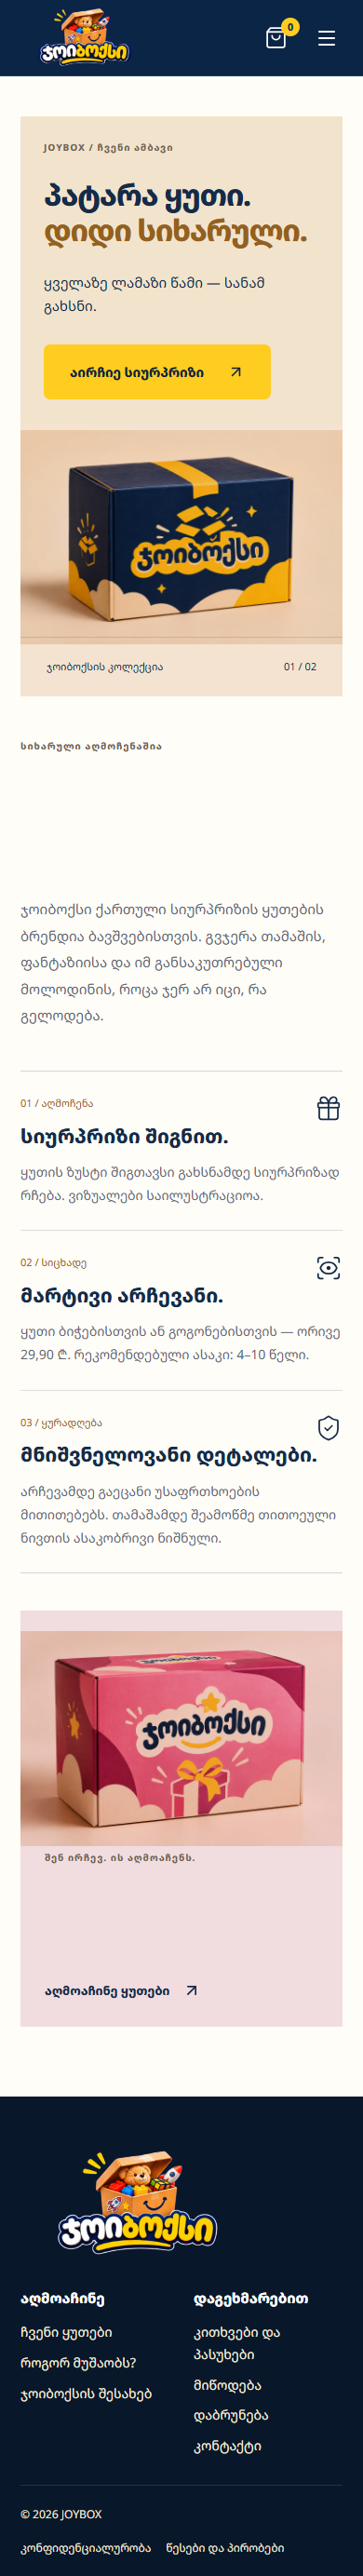 ჯოიბოქსი
0
JOYBOX / ჩვენი ამბავი
პატარა ყუთი.
დიდი სიხარული.
ყველაზე ლამაზი წამი — სანამ
გახსნი.
აირჩიე სიურპრიზი
ჯოიბოქსი
ჯოიბოქსის კოლექცია
01 / 02
სიხარული აღმოჩენაშია
ჯოიბოქსი ქართული სიურპრიზის ყუთების
ბრენდია ბავშვებისთვის. გვჯერა თამაშის,
ფანტაზიისა და იმ განსაკუთრებული
მოლოდინის, როცა ჯერ არ იცი, რა
გელოდება.
01 / აღმოჩენა
სიურპრიზი შიგნით.
ყუთის ზუსტი შიგთავსი გახსნამდე სიურპრიზად
რჩება. ვიზუალები საილუსტრაციოა.
02 / სიცხადე
მარტივი არჩევანი.
ყუთი ბიჭებისთვის ან გოგონებისთვის — ორივე
29,90 ₾. რეკომენდებული ასაკი: 4–10 წელი.
03 / ყურადღება
მნიშვნელოვანი დეტალები.
არჩევამდე გაეცანი უსაფრთხოების
მითითებებს. თამაშამდე შეამოწმე თითოეული
ნივთის ასაკობრივი ნიშნული.
ჯოიბოქსი
შენ ირჩევ. ის აღმოაჩენს.
აღმოაჩინე ყუთები
ჯოიბოქსი
აღმოაჩინე
ჩვენი ყუთები
როგორ მუშაობს?
ჯოიბოქსის შესახებ
დაგეხმარებით
კითხვები და
პასუხები
მიწოდება
დაბრუნება
კონტაქტი
© 2026 JOYBOX
კონფიდენციალურობა
წესები და პირობები